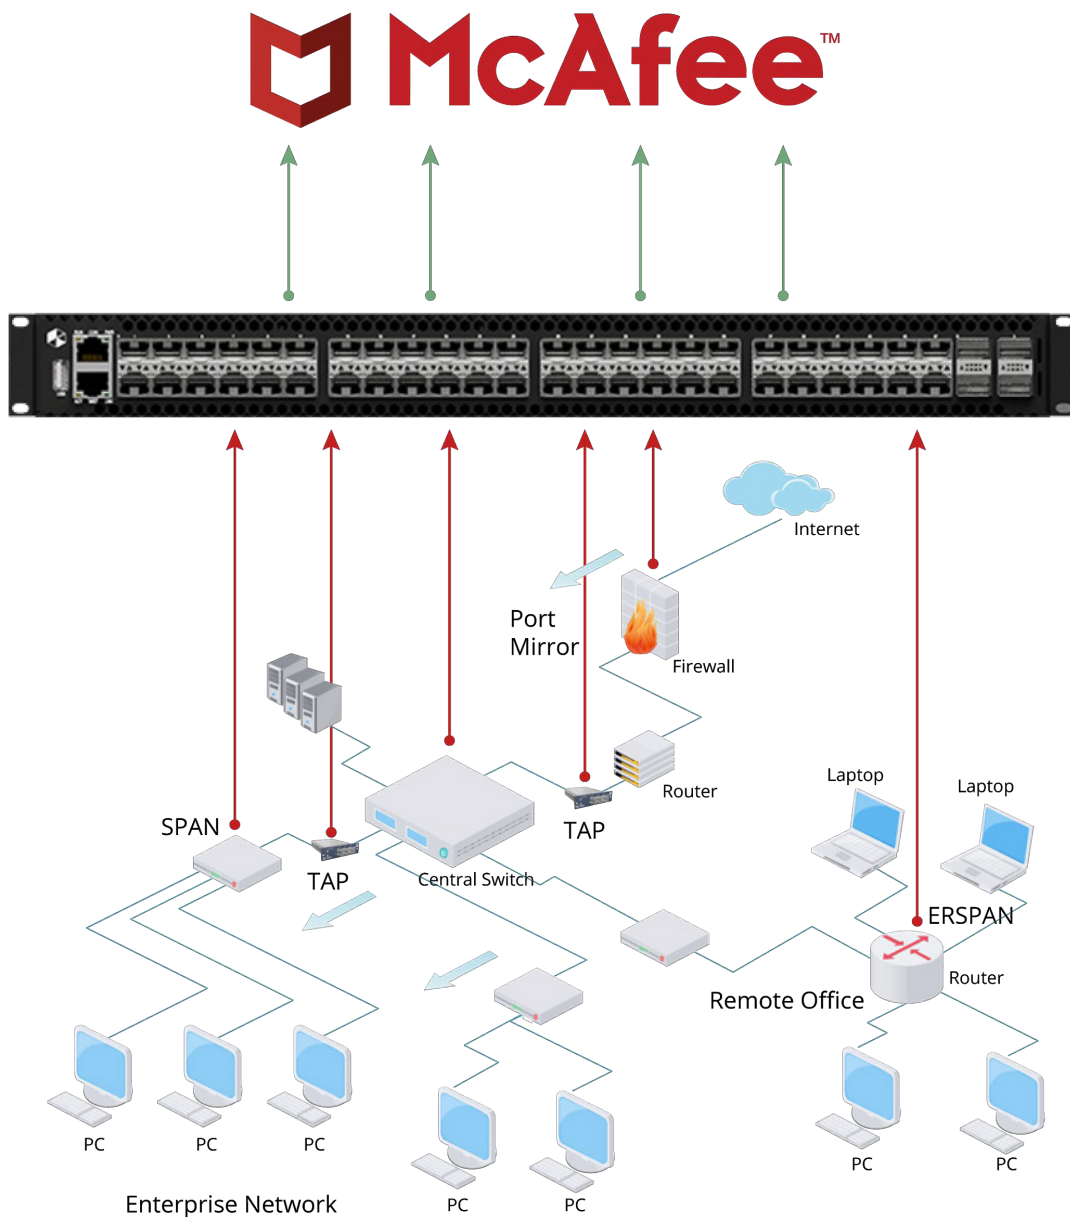 McAfee™
Internet
Port
Mirror
Firewall
Router
TAP
Laptop
Laptop
SPAN
TAP
Central Switch
ERSPAN
Router
Remote Office
PC
PC
PC
PC
PC
PC
PC
Enterprise Network